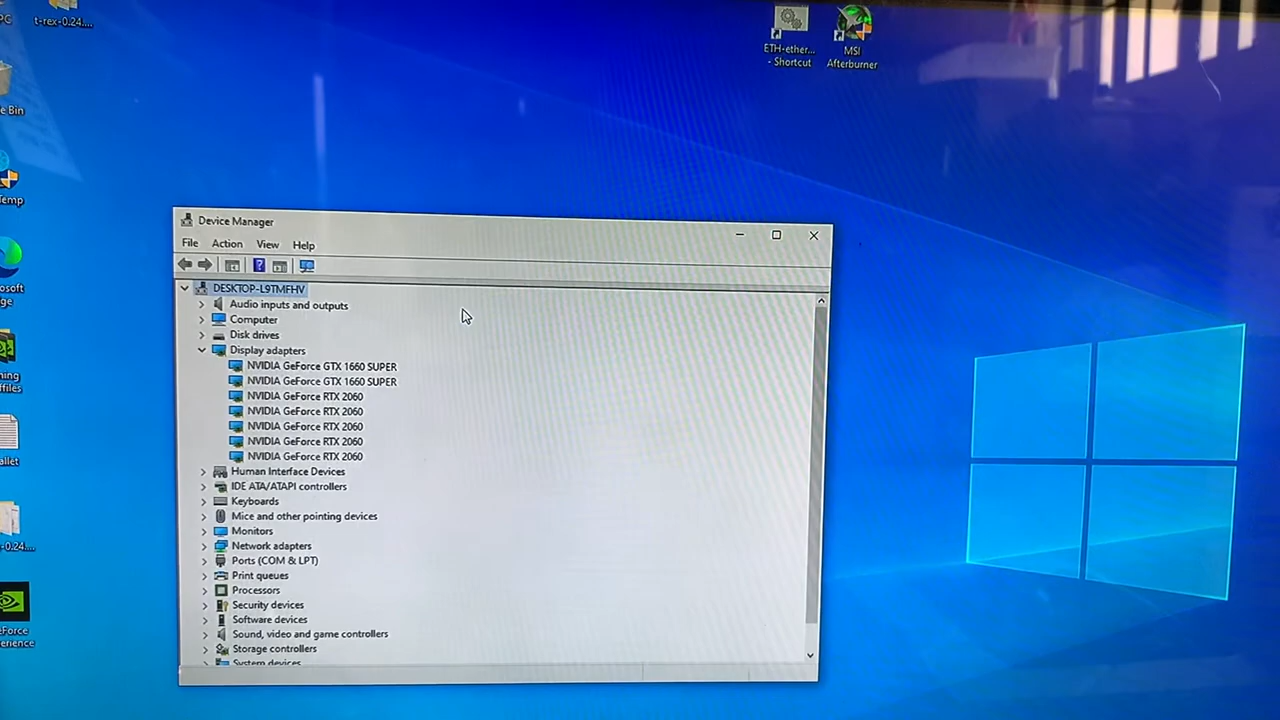 PC
t-rex-0.24....
ETH-ether...
- Shortcut
MSI
Afterburner
e Bin
Temp
osoft
ge
ning
ffiles
allet
-0.24....
eForce
erience
Device Manager
File Action View Help
DESKTOP-L9TMFHV
Audio inputs and outputs
Computer
Disk drives
Display adapters
NVIDIA GeForce GTX 1660 SUPER
NVIDIA GeForce GTX 1660 SUPER
NVIDIA GeForce RTX 2060
NVIDIA GeForce RTX 2060
NVIDIA GeForce RTX 2060
NVIDIA GeForce RTX 2060
NVIDIA GeForce RTX 2060
Human Interface Devices
IDE ATA/ATAPI controllers
Keyboards
Mice and other pointing devices
Monitors
Network adapters
Ports (COM & LPT)
Print queues
Processors
Security devices
Software devices
Sound, video and game controllers
Storage controllers
System devices